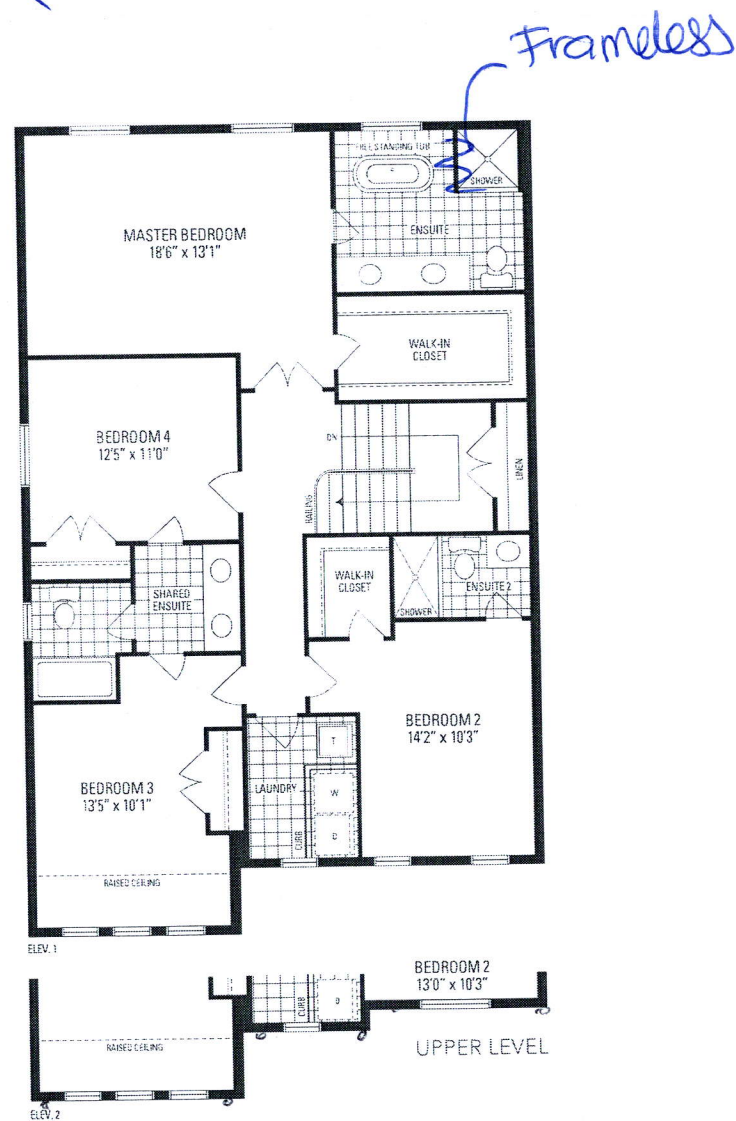 Frameless
FREE STANDING TUB
SHOWER
MASTER BEDROOM
18'6" x 13'1"
ENSUITE
WALK-IN
CLOSET
BEDROOM 4
12'5" x 11'0"
DN
RAILING
LINEN
WALK-IN
CLOSET
SHOWER
ENSUITE 2
SHARED
ENSUITE
BEDROOM 2
14'2" x 10'3"
T
BEDROOM 3
13'5" x 10'1"
LAUNDRY
W
CURB
D
RAISED CEILING
ELEV. 1
BEDROOM 2
13'0" x 10'3"
CURB
D
RAISED CEILING
UPPER LEVEL
ELEV. 2